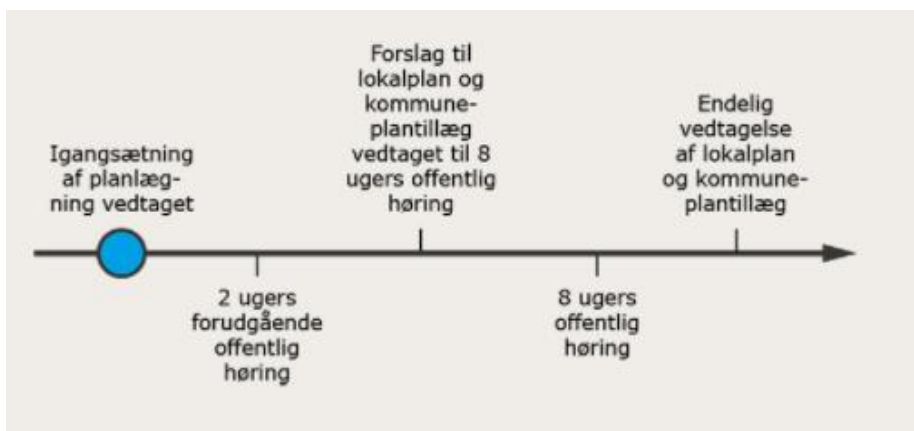 Igangsætning
af planlæg-
ning vedtaget
2 ugers
forudgående
offentlig
høring
Forslag til
lokalplan og
kommune-
plantillæg
vedtaget til 8
ugers offentlig
høring
8 ugers
offentlig
høring
Endelig
vedtagelse
af lokalplan
og kommune-
plantillæg